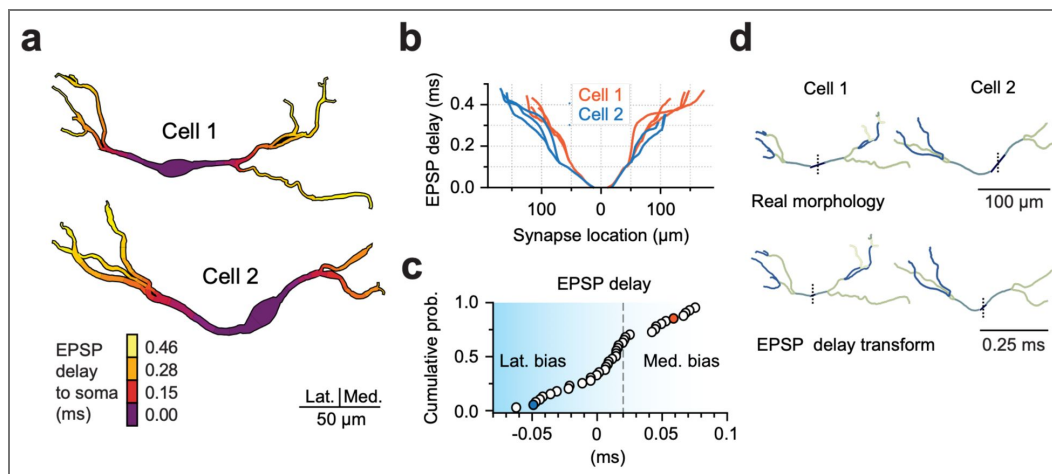 a
Cell 1
Cell 2
EPSP
delay
to soma
(ms)
0.46
0.28
0.15
0.00
Lat. Med.
50 µm
b
EPSP delay (ms)
0.4
0.2
0.0
Cell 1
Cell 2
100 0 100
Synapse location (µm)
c
EPSP delay
Cumulative prob.
1.0
0.5
0.0
Lat. bias
Med. bias
-0.05 0 0.05 0.1
(ms)
d
Cell 1 Cell 2
Real morphology
100 µm
EPSP delay transform
0.25 ms